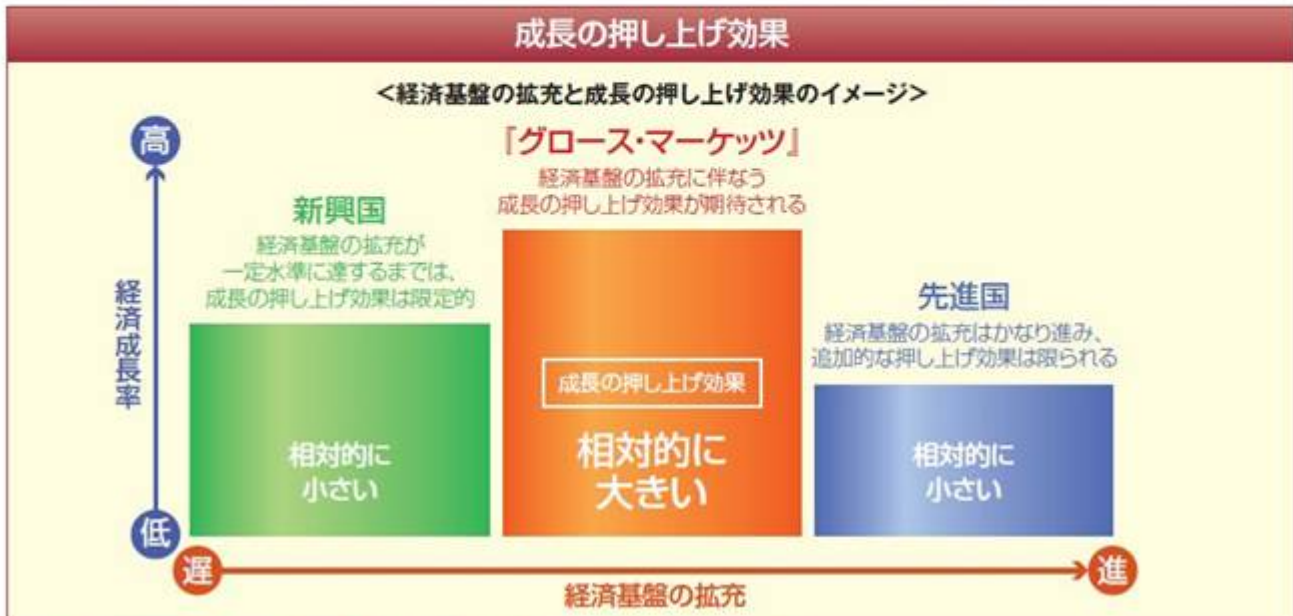 成長の押し上げ効果
＜経済基盤の拡充と成長の押し上げ効果のイメージ＞
高
『グロース・マーケッツ』
経済基盤の拡充に伴なう
成長の押し上げ効果が期待される
新興国
経済基盤の拡充が
一定水準に達するまでは、
成長の押し上げ効果は限定的
先進国
経済基盤の拡充はかなり進み、
追加的な押し上げ効果は限られる
経済成長率
成長の押し上げ効果
相対的に
小さい
相対的に
大きい
相対的に
小さい
低
遅
進
経済基盤の拡充